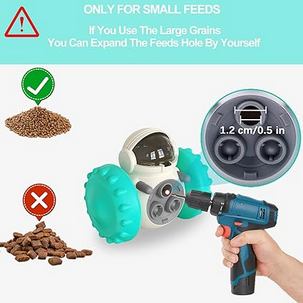 ONLY FOR SMALL FEEDS
If You Use The Large Grains
You Can Expand The Feeds Hole By Yourself
1.2 cm/0.5 in